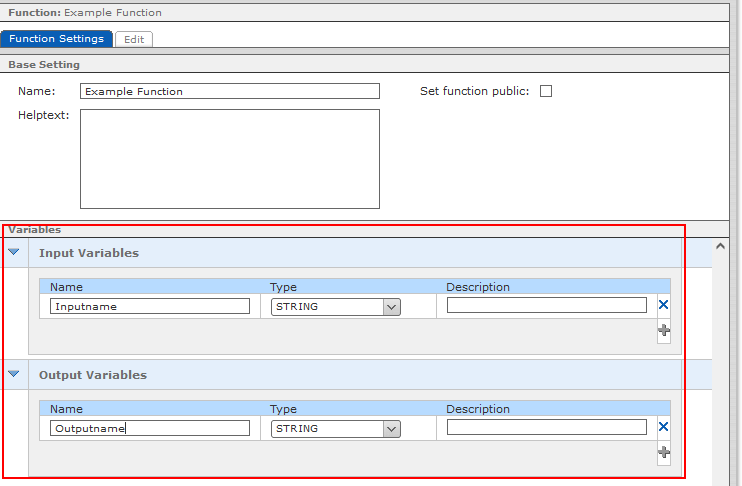 Function: Example Function
Function Settings Edit
Base Setting
Name: Example Function Set function public:
Helptext:
Variables
Input Variables
Name Type Description
Inputname STRING
Output Variables
Name Type Description
Outputname STRING